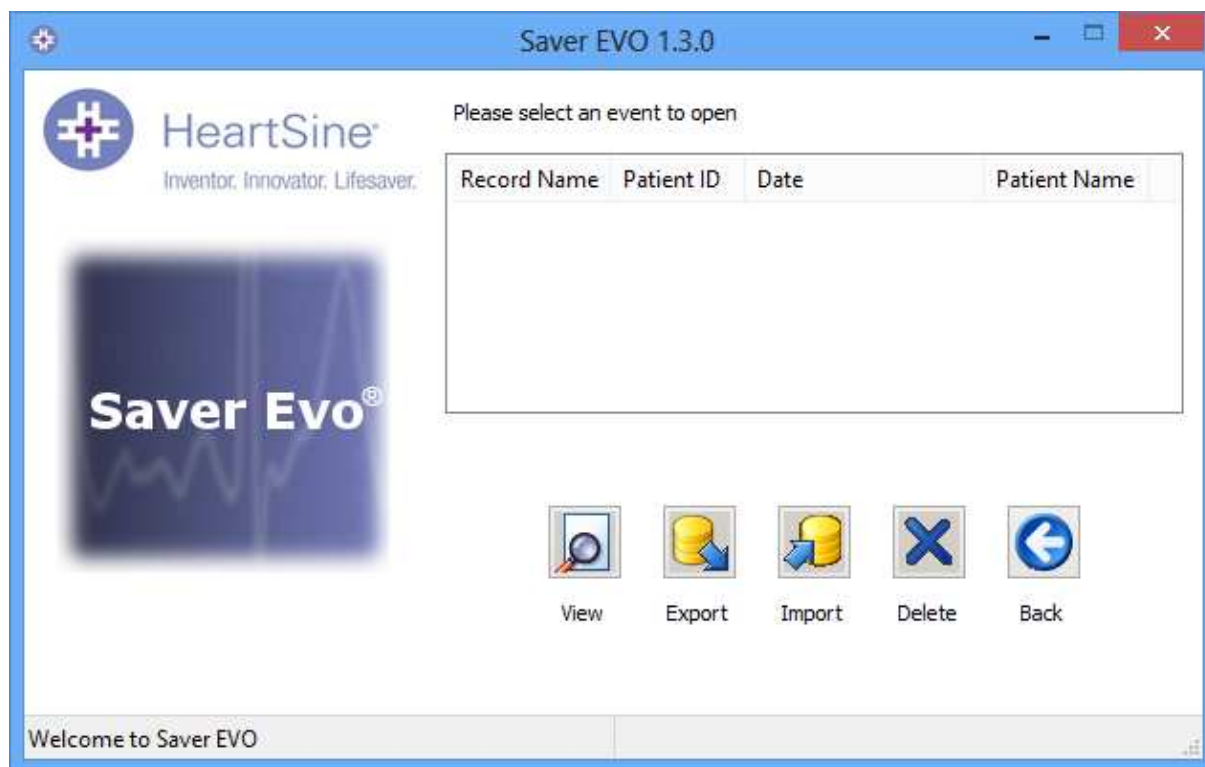 Saver EVO 1.3.0
HeartSine®
Inventor. Innovator. Lifesaver.
Please select an event to open
Record Name Patient ID Date Patient Name
Saver Evo®
View Export Import Delete Back
Welcome to Saver EVO